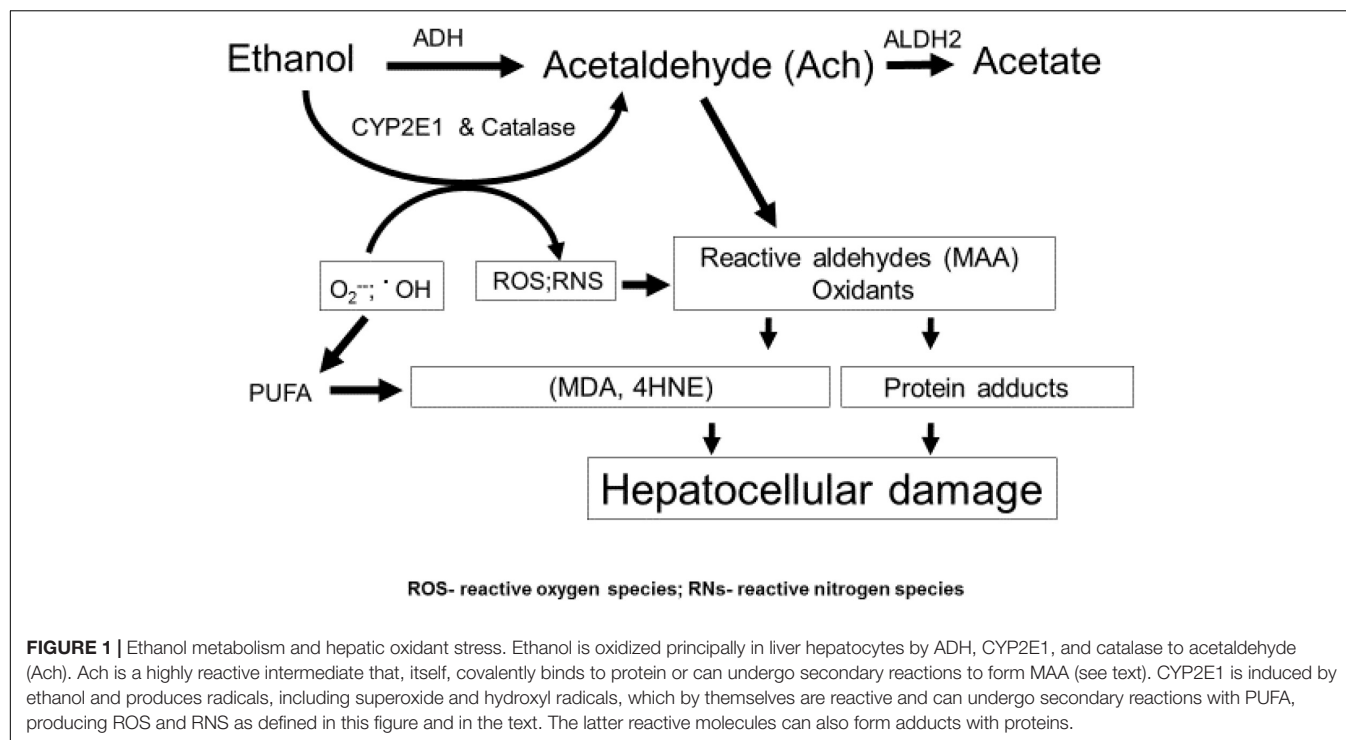 ADH
ALDH2
Ethanol
Acetaldehyde (Ach)
Acetate
CYP2E1 & Catalase
O₂˙⁻; ˙ OH
ROS;RNS
Reactive aldehydes (MAA)
Oxidants
PUFA
(MDA, 4HNE)
Protein adducts
Hepatocellular damage
ROS- reactive oxygen species; RNs- reactive nitrogen species
FIGURE 1 | Ethanol metabolism and hepatic oxidant stress. Ethanol is oxidized principally in liver hepatocytes by ADH, CYP2E1, and catalase to acetaldehyde
(Ach). Ach is a highly reactive intermediate that, itself, covalently binds to protein or can undergo secondary reactions to form MAA (see text). CYP2E1 is induced by
ethanol and produces radicals, including superoxide and hydroxyl radicals, which by themselves are reactive and can undergo secondary reactions with PUFA,
producing ROS and RNS as defined in this figure and in the text. The latter reactive molecules can also form adducts with proteins.